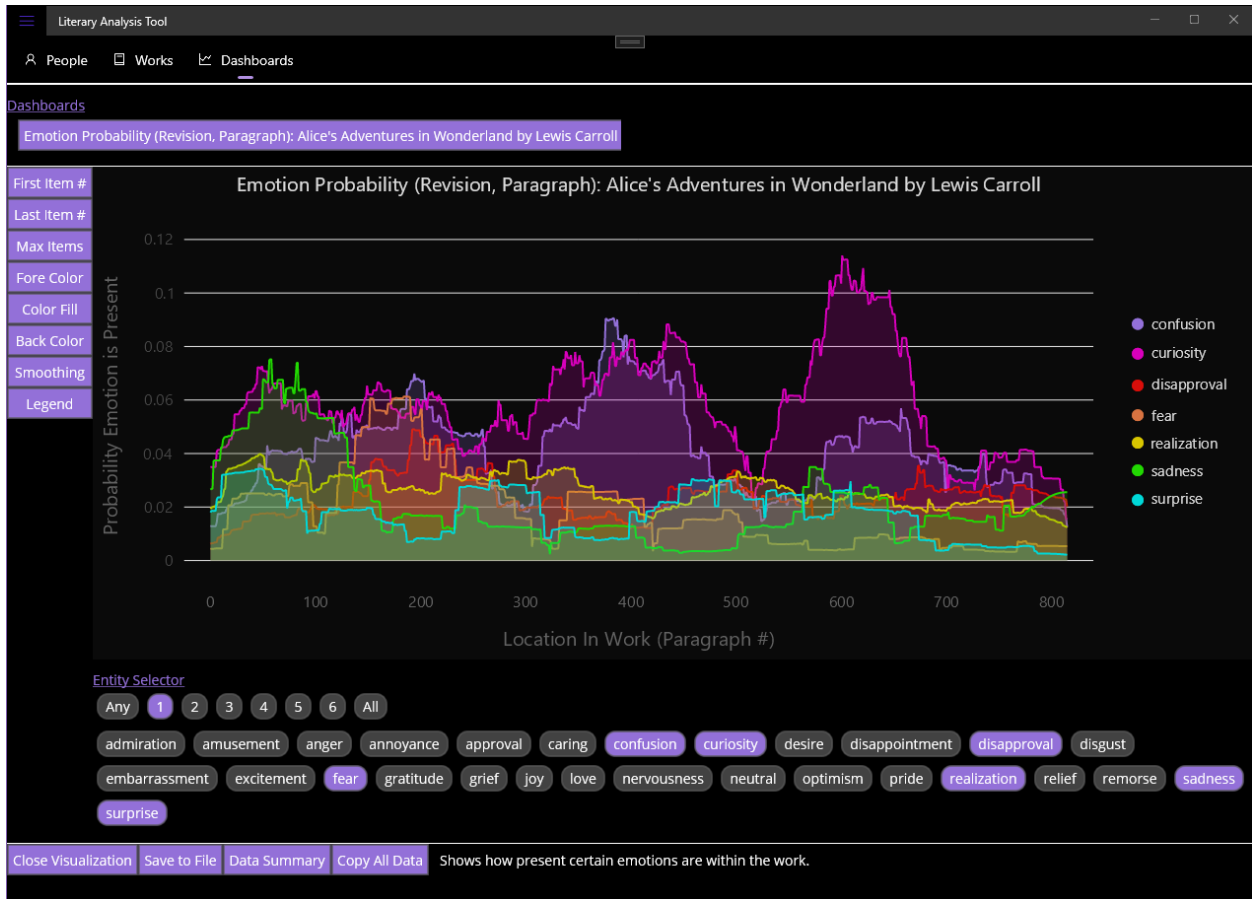 Literary Analysis Tool
People Works Dashboards
Dashboards
Emotion Probability (Revision, Paragraph): Alice's Adventures in Wonderland by Lewis Carroll
First Item #
Last Item #
Max Items
Fore Color
Color Fill
Back Color
Smoothing
Legend
Emotion Probability (Revision, Paragraph): Alice's Adventures in Wonderland by Lewis Carroll
Probability Emotion is Present
0.12
0.1
0.08
0.06
0.04
0.02
0
0 100 200 300 400 500 600 700 800
Location In Work (Paragraph #)
confusion
curiosity
disapproval
fear
realization
sadness
surprise
Entity Selector
Any 1 2 3 4 5 6 All
admiration amusement anger annoyance approval caring confusion curiosity desire disappointment disapproval disgust
embarrassment excitement fear gratitude grief joy love nervousness neutral optimism pride realization relief remorse sadness
surprise
Close Visualization Save to File Data Summary Copy All Data Shows how present certain emotions are within the work.